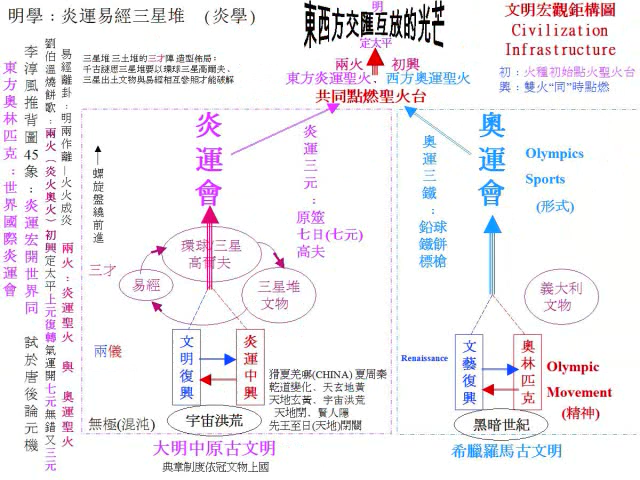 明學：炎運易經三星堆 (炎學)
明
東西方交匯互放的光芒
定太平
兩火 初興
東方炎運聖火、西方奧運聖火
共同點燃聖火台
文明宏觀鉅構圖
Civilization
Infrastructure
初：火種初始點火聖火台
興：雙火“同”時點燃
三星堆三土堆的三才陣造型佈局：
千古謎思三星堆要以環球三星高爾夫、
三星出土文物與易經相互參照才能破解
易經離卦：明兩作離—火火成炎 兩火：炎運聖火 與 奧運聖火
劉伯溫燒餅歌：兩火（炎火奧火）初興定太平上元復轉氣運開七元無錯又三元
李淳風推背圖45象：炎運宏開世界同 試於唐後論元機
東方奧林匹克：世界國際炎運會
螺旋盤繞前進
三才
兩儀
無極(混沌)
炎運會
炎運三元：
原筮
七日(七元)
高夫
環球三星
高爾夫
易經
三星堆
文物
文明復興
炎運中興
宇宙洪荒
猾夏羌嘶(CHINA) 夏周秦
乾道變化、天玄地黃
天地玄黃、宇宙洪荒
天地閉、賢人隱
先王至日(天地)閉關
大明中原古文明
典章制度依冠文物上國
奧運會
奧運三鐵：
鉛球
鐵餅
標槍
Olympics
Sports
(形式)
義大利
文物
Renaissance
文藝復興
奧林匹克
Olympic
Movement
(精神)
黑暗世紀
希臘羅馬古文明